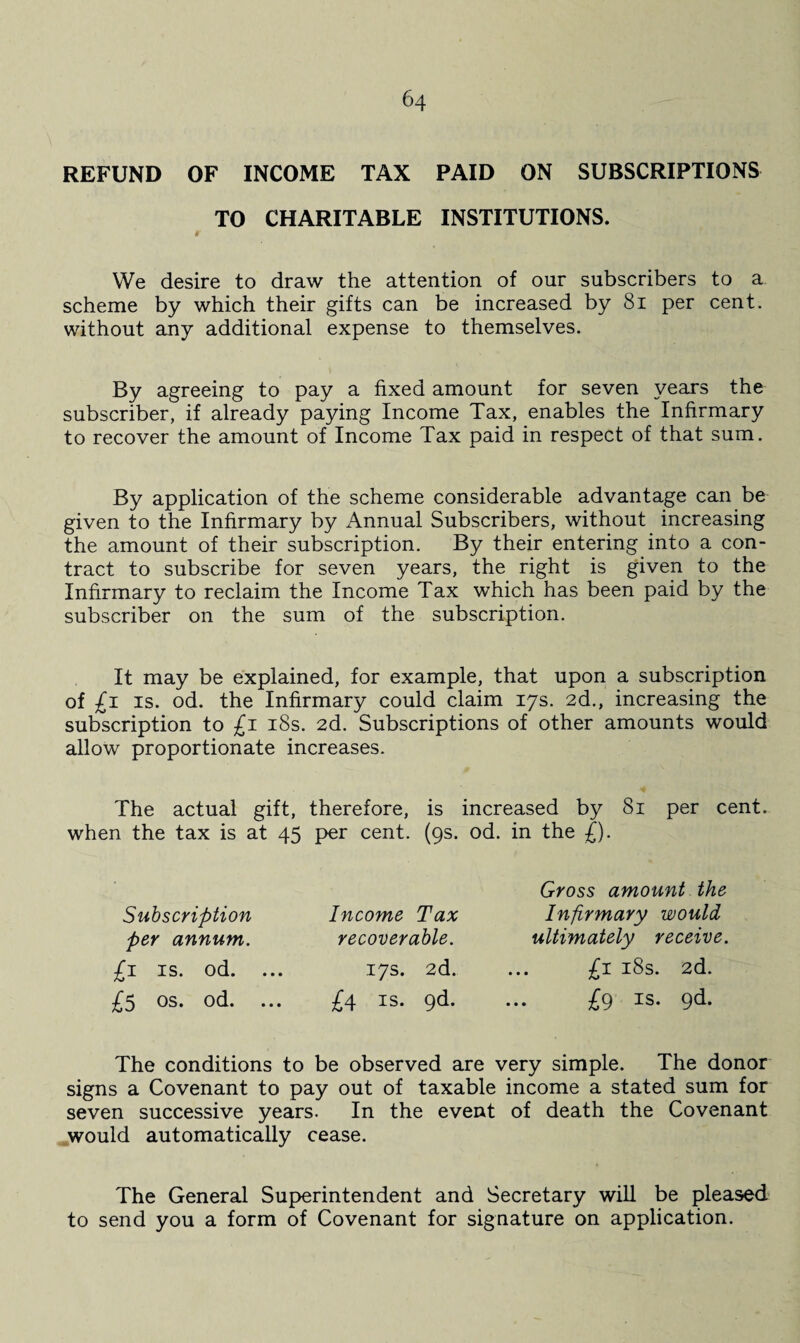 64
REFUND OF INCOME TAX PAID ON SUBSCRIPTIONS
TO CHARITABLE INSTITUTIONS.
We desire to draw the attention of our subscribers to a
scheme by which their gifts can be increased by 81 per cent.
without any additional expense to themselves.
By agreeing to pay a fixed amount for seven years the
subscriber, if already paying Income Tax, enables the Infirmary
to recover the amount of Income Tax paid in respect of that sum.
By application of the scheme considerable advantage can be
given to the Infirmary by Annual Subscribers, without increasing
the amount of their subscription. By their entering into a con-
tract to subscribe for seven years, the right is given to the
Infirmary to reclaim the Income Tax which has been paid by the
subscriber on the sum of the subscription.
It may be explained, for example, that upon a subscription
of £1 1s. 0d. the Infirmary could claim 17s. 2d., increasing the
subscription to £1 18s. 2d. Subscriptions of other amounts would
allow proportionate increases.
The actual gift, therefore, is increased by 81 per cent.
when the tax is at 45 per cent. (9s. 0d. in the £).
Gross amount the
Subscription Income Tax Infirmary would
per annum. recoverable. ultimately receive.
£1 1s. 0d. ... 17s. 2d. ... £1 18s. 2d.
£5 0s. 0d. ... £4 1s. 9d. ... £9 1s. 9d.
The conditions to be observed are very simple. The donor
signs a Covenant to pay out of taxable income a stated sum for
seven successive years. In the event of death the Covenant
would automatically cease.
The General Superintendent and Secretary will be pleased
to send you a form of Covenant for signature on application.